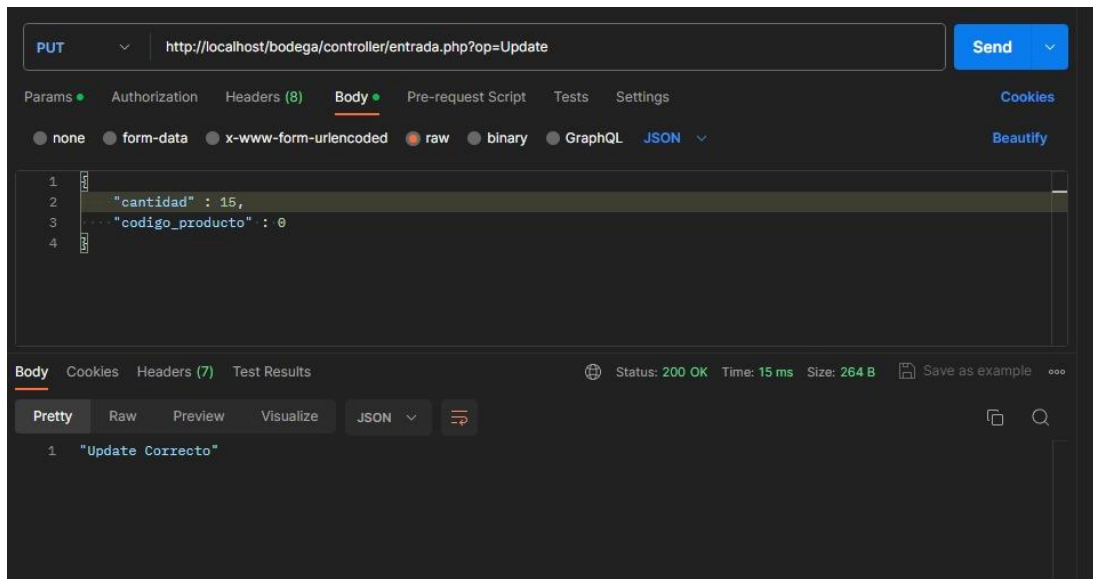 PUT http://localhost/bodega/controller/entrada.php?op=Update Send
Params Authorization Headers (8) Body Pre-request Script Tests Settings Cookies
none form-data x-www-form-urlencoded raw binary GraphQL JSON Beautify
1 {
2 "cantidad" : 15,
3 "codigo_producto" : 0
4 }
Body Cookies Headers (7) Test Results Status: 200 OK Time: 15 ms Size: 264 B Save as example
Pretty Raw Preview Visualize JSON
1 "Update Correcto"